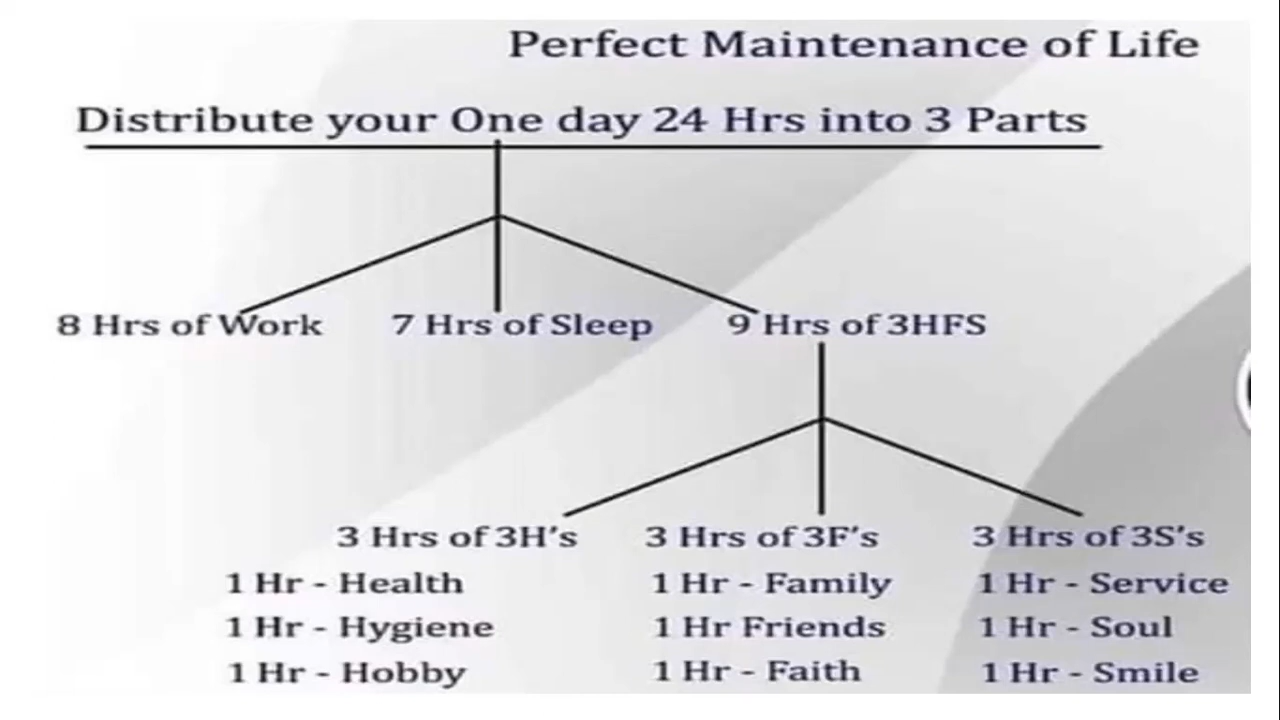 Perfect Maintenance of Life
Distribute your One day 24 Hrs into 3 Parts
8 Hrs of Work 7 Hrs of Sleep 9 Hrs of 3HFS
3 Hrs of 3H's 3 Hrs of 3F's 3 Hrs of 3S's
1 Hr - Health 1 Hr - Family 1 Hr - Service
1 Hr - Hygiene 1 Hr Friends 1 Hr - Soul
1 Hr - Hobby 1 Hr - Faith 1 Hr - Smile